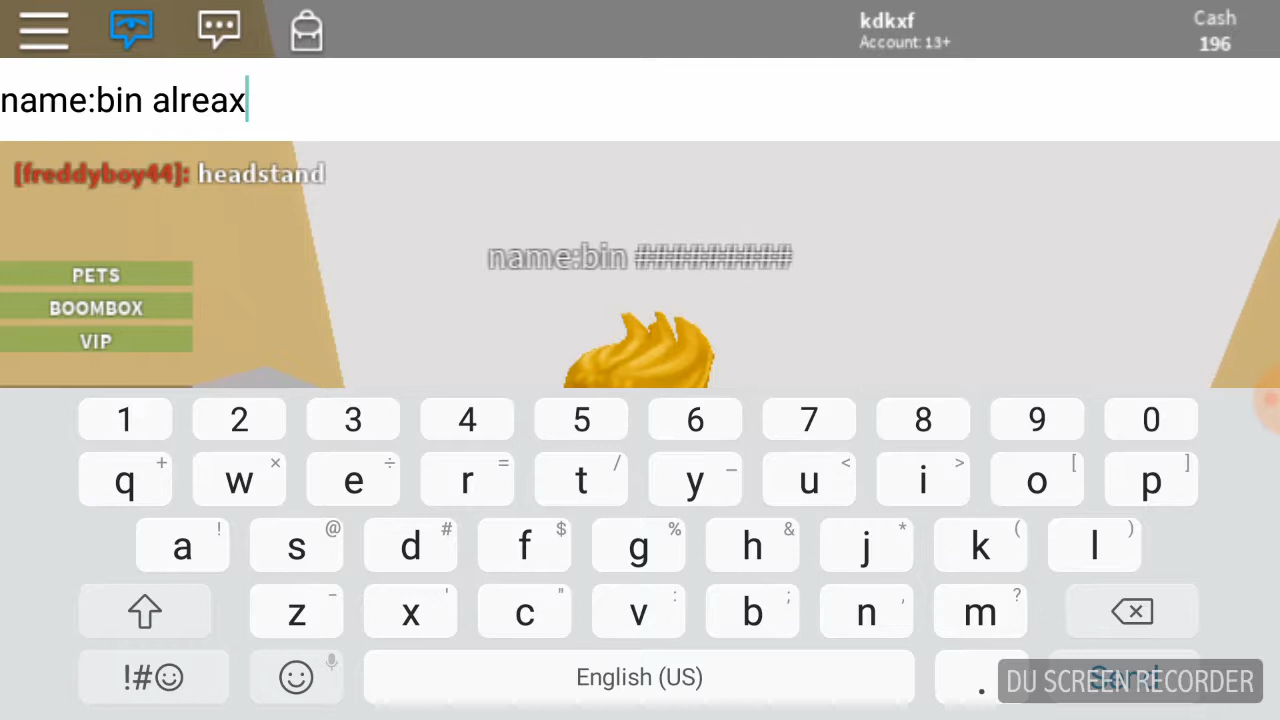 kdkxf
Account: 13+
Cash
196
name:bin alreax
[freddyboy44]: headstand
name:bin #########
PETS
BOOMBOX
VIP
1 2 3 4 5 6 7 8 9 0
q + w × e ÷ r = t / y _ u < i > o [ p ]
a ! s @ d # f $ g % h & j * k ( l )
z - x ' c " v : b ; n , m ?
!#☺ English (US) . Send
DU SCREEN RECORDER